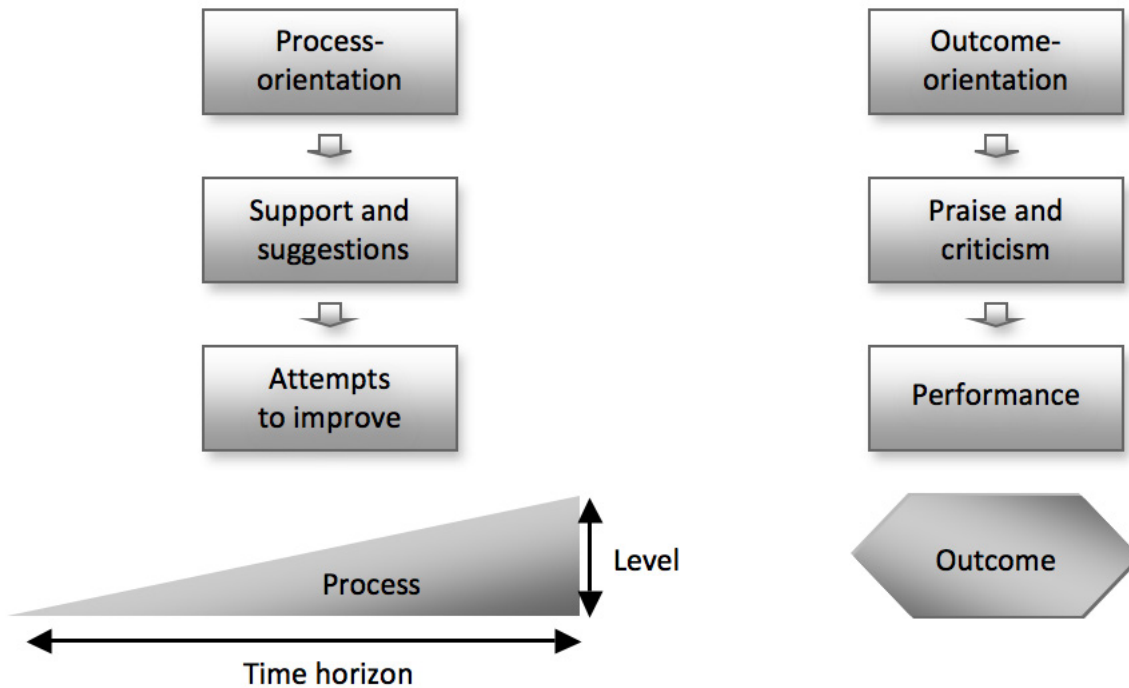 Process-
orientation
Support and
suggestions
Attempts
to improve
Process
Level
Time horizon
Outcome-
orientation
Praise and
criticism
Performance
Outcome